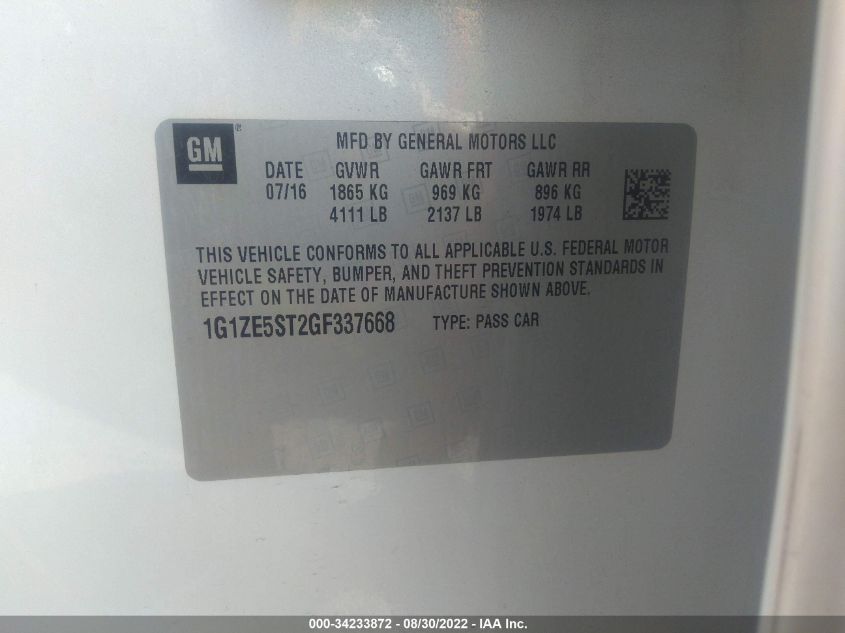 GM®
MFD BY GENERAL MOTORS LLC
DATE GVWR GAWR FRT GAWR RR
07/16 1865 KG 969 KG 896 KG
4111 LB 2137 LB 1974 LB
THIS VEHICLE CONFORMS TO ALL APPLICABLE U.S. FEDERAL MOTOR
VEHICLE SAFETY, BUMPER, AND THEFT PREVENTION STANDARDS IN
EFFECT ON THE DATE OF MANUFACTURE SHOWN ABOVE.
1G1ZE5ST2GF337668 TYPE: PASS CAR
000-34233872 - 08/30/2022 - IAA Inc.